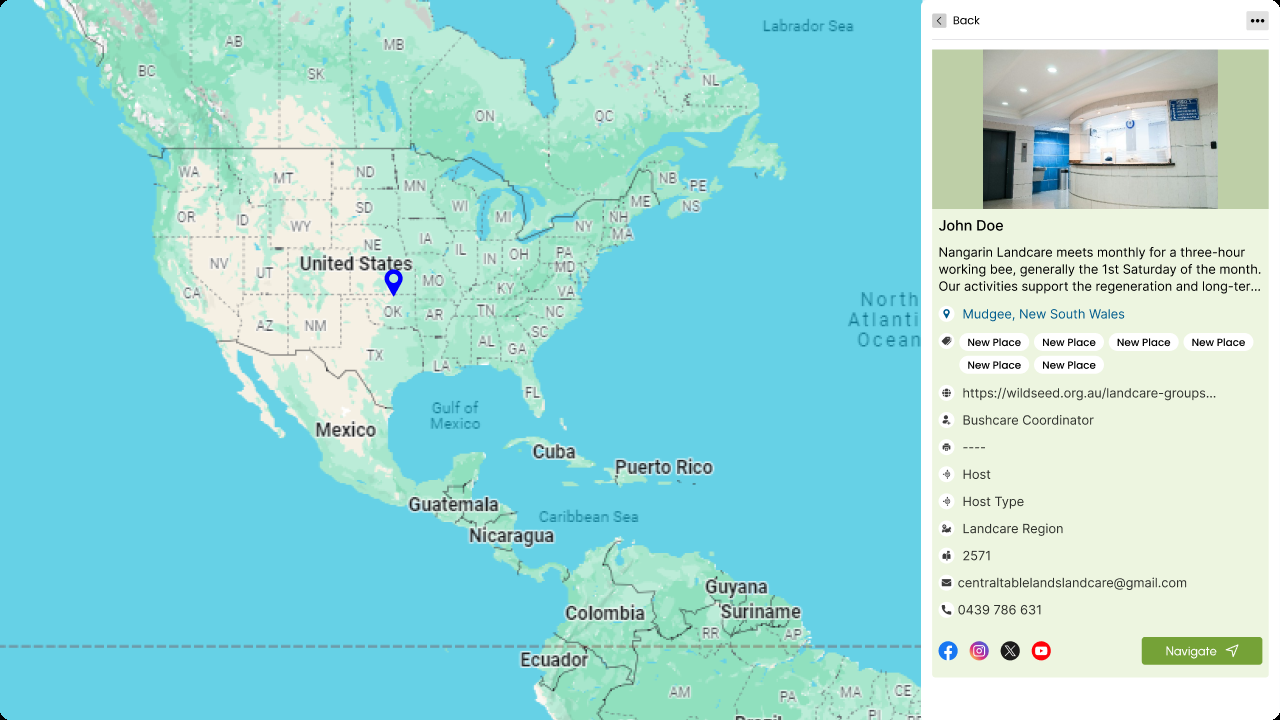 Labrador Sea
AB
MB
BC
SK
NL
ON
QC
WA
MT
ND
MN
NB
PE
OR
ID
SD
WI
MI
ME
NS
WY
NH
NY
MA
NE
IA
IL
IN
OH
PA
MD
NV
UT
United States
MO
KY
VA
CA
OK
AR
TN
NC
AZ
NM
SC
AL
GA
TX
LA
FL
North
Atlanti
Ocean
Gulf of
Mexico
Mexico
Cuba
Puerto Rico
Guatemala
Caribbean Sea
Nicaragua
Guyana
Colombia
Suriname
RR
AP
Ecuador
AM
PA
MA
CE
PI
Brazil
Back
John Doe
Nangarin Landcare meets monthly for a three-hour
working bee, generally the 1st Saturday of the month.
Our activities support the regeneration and long-ter...
Mudgee, New South Wales
New Place New Place New Place New Place
New Place New Place
https://wildseed.org.au/landcare-groups...
Bushcare Coordinator
----
Host
Host Type
Landcare Region
2571
centraltablelandslandcare@gmail.com
0439 786 631
Navigate